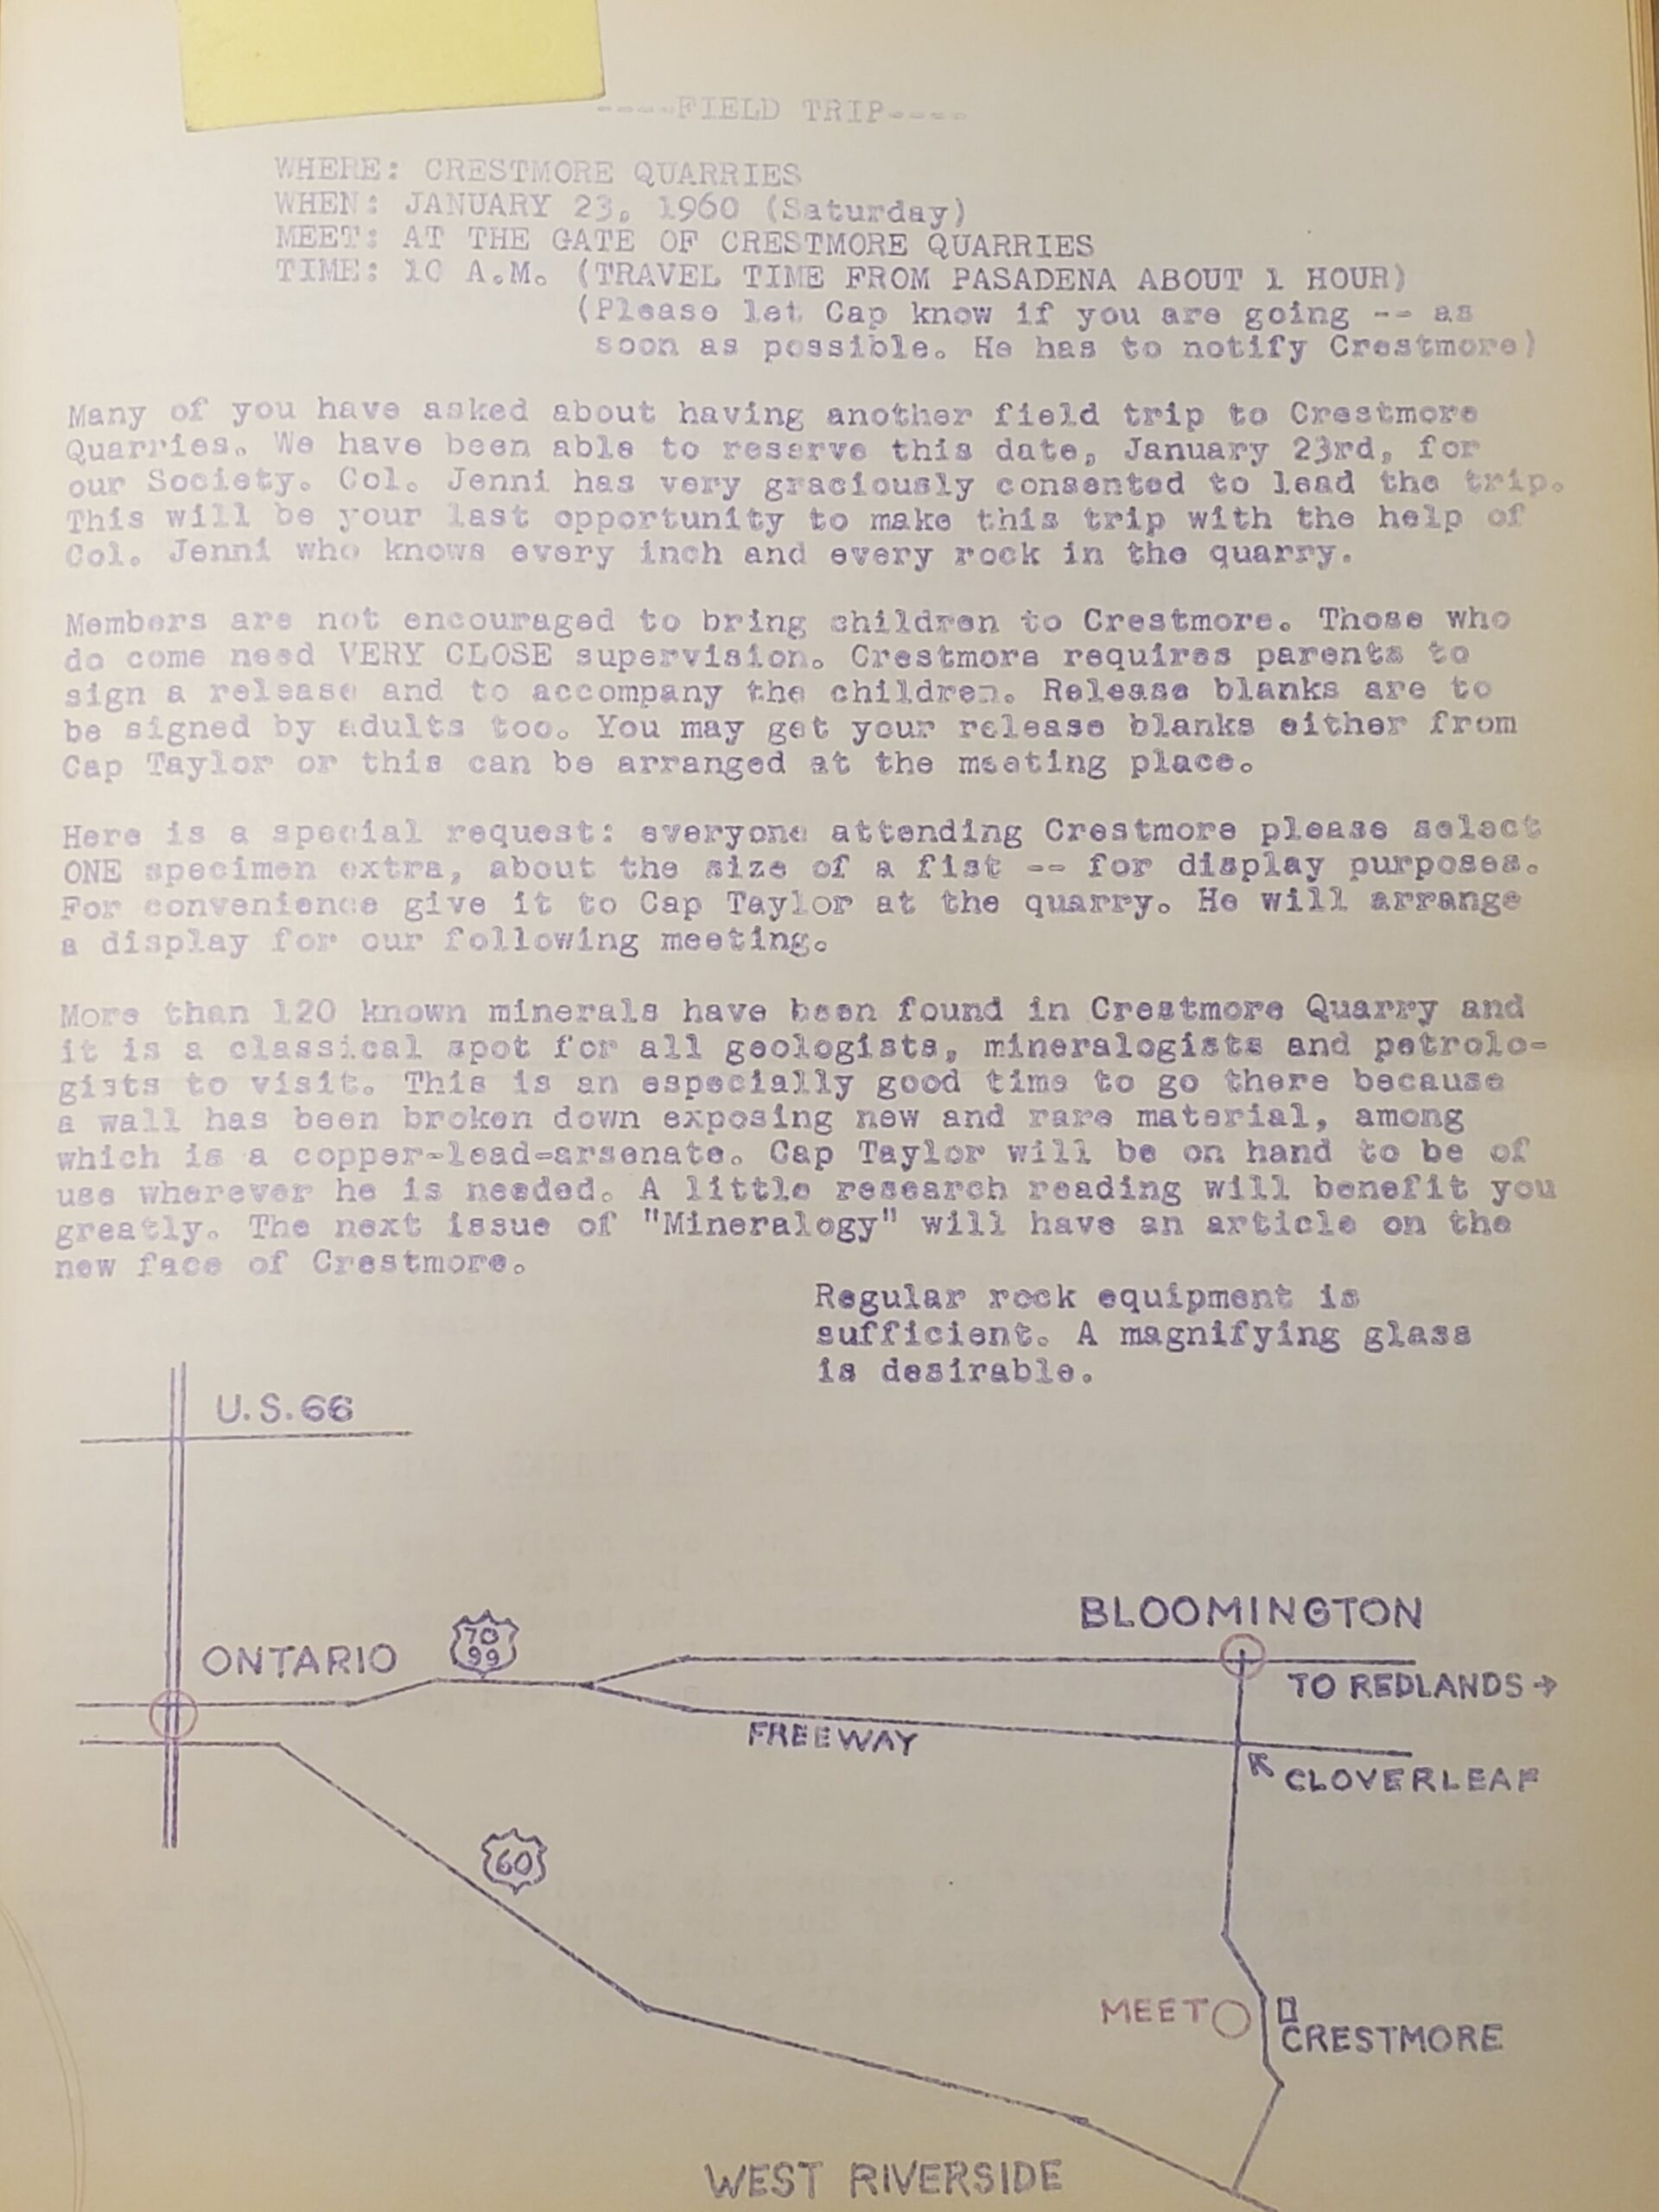 ----FIELD TRIP----
WHERE: CRESTMORE QUARRIES
WHEN: JANUARY 23, 1960 (Saturday)
MEET: AT THE GATE OF CRESTMORE QUARRIES
TIME: 10 A.M. (TRAVEL TIME FROM PASADENA ABOUT 1 HOUR)
(Please let Cap know if you are going -- as
soon as possible. He has to notify Crestmore)
Many of you have asked about having another field trip to Crestmore
Quarries. We have been able to reserve this date, January 23rd, for
our Society. Col. Jenni has very graciously consented to lead the trip.
This will be your last opportunity to make this trip with the help of
Col. Jenni who knows every inch and every rock in the quarry.
Members are not encouraged to bring children to Crestmore. Those who
do come need VERY CLOSE supervision. Crestmore requires parents to
sign a release and to accompany the children. Release blanks are to
be signed by adults too. You may get your release blanks either from
Cap Taylor or this can be arranged at the meeting place.
Here is a special request: everyone attending Crestmore please select
ONE specimen extra, about the size of a fist -- for display purposes.
For convenience give it to Cap Taylor at the quarry. He will arrange
a display for our following meeting.
More than 120 known minerals have been found in Crestmore Quarry and
it is a classical spot for all geologists, mineralogists and petrolo-
gists to visit. This is an especially good time to go there because
a wall has been broken down exposing new and rare material, among
which is a copper-lead-arsenate. Cap Taylor will be on hand to be of
use wherever he is needed. A little research reading will benefit you
greatly. The next issue of "Mineralogy" will have an article on the
new face of Crestmore.
Regular rock equipment is
sufficient. A magnifying glass
is desirable.
U.S.66
BLOOMINGTON
ONTARIO
70
99
TO REDLANDS →
FREEWAY
CLOVERLEAF
60
MEET
CRESTMORE
WEST RIVERSIDE